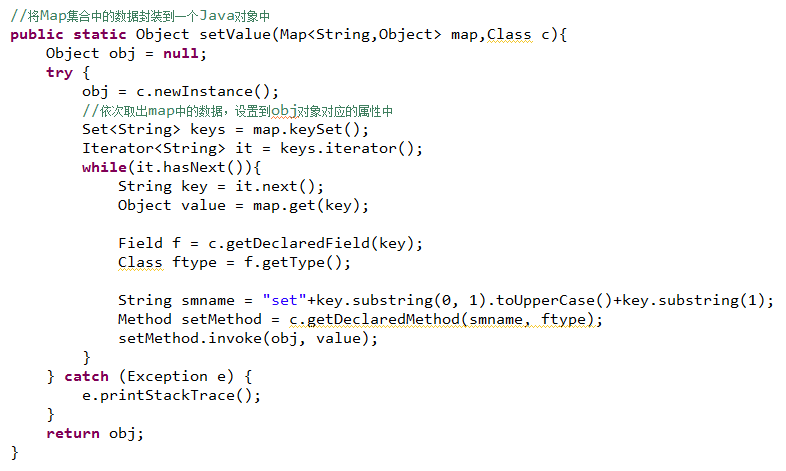 //将Map集合中的数据封装到一个Java对象中
public static Object setValue(Map<String,Object> map,Class c){
    Object obj = null;
    try {
        obj = c.newInstance();
        //依次取出map中的数据，设置到obj对象对应的属性中
        Set<String> keys = map.keySet();
        Iterator<String> it = keys.iterator();
        while(it.hasNext()){
            String key = it.next();
            Object value = map.get(key);

            Field f = c.getDeclaredField(key);
            Class ftype = f.getType();

            String smname = "set"+key.substring(0, 1).toUpperCase()+key.substring(1);
            Method setMethod = c.getDeclaredMethod(smname, ftype);
            setMethod.invoke(obj, value);
        }
    } catch (Exception e) {
        e.printStackTrace();
    }
    return obj;
}